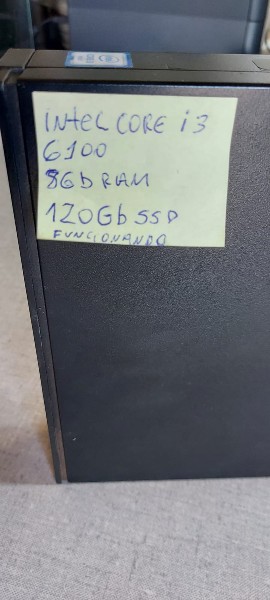 INTEL CORE i3
6100
8Gb RAM
120Gb SSD
FUNCIONANDO